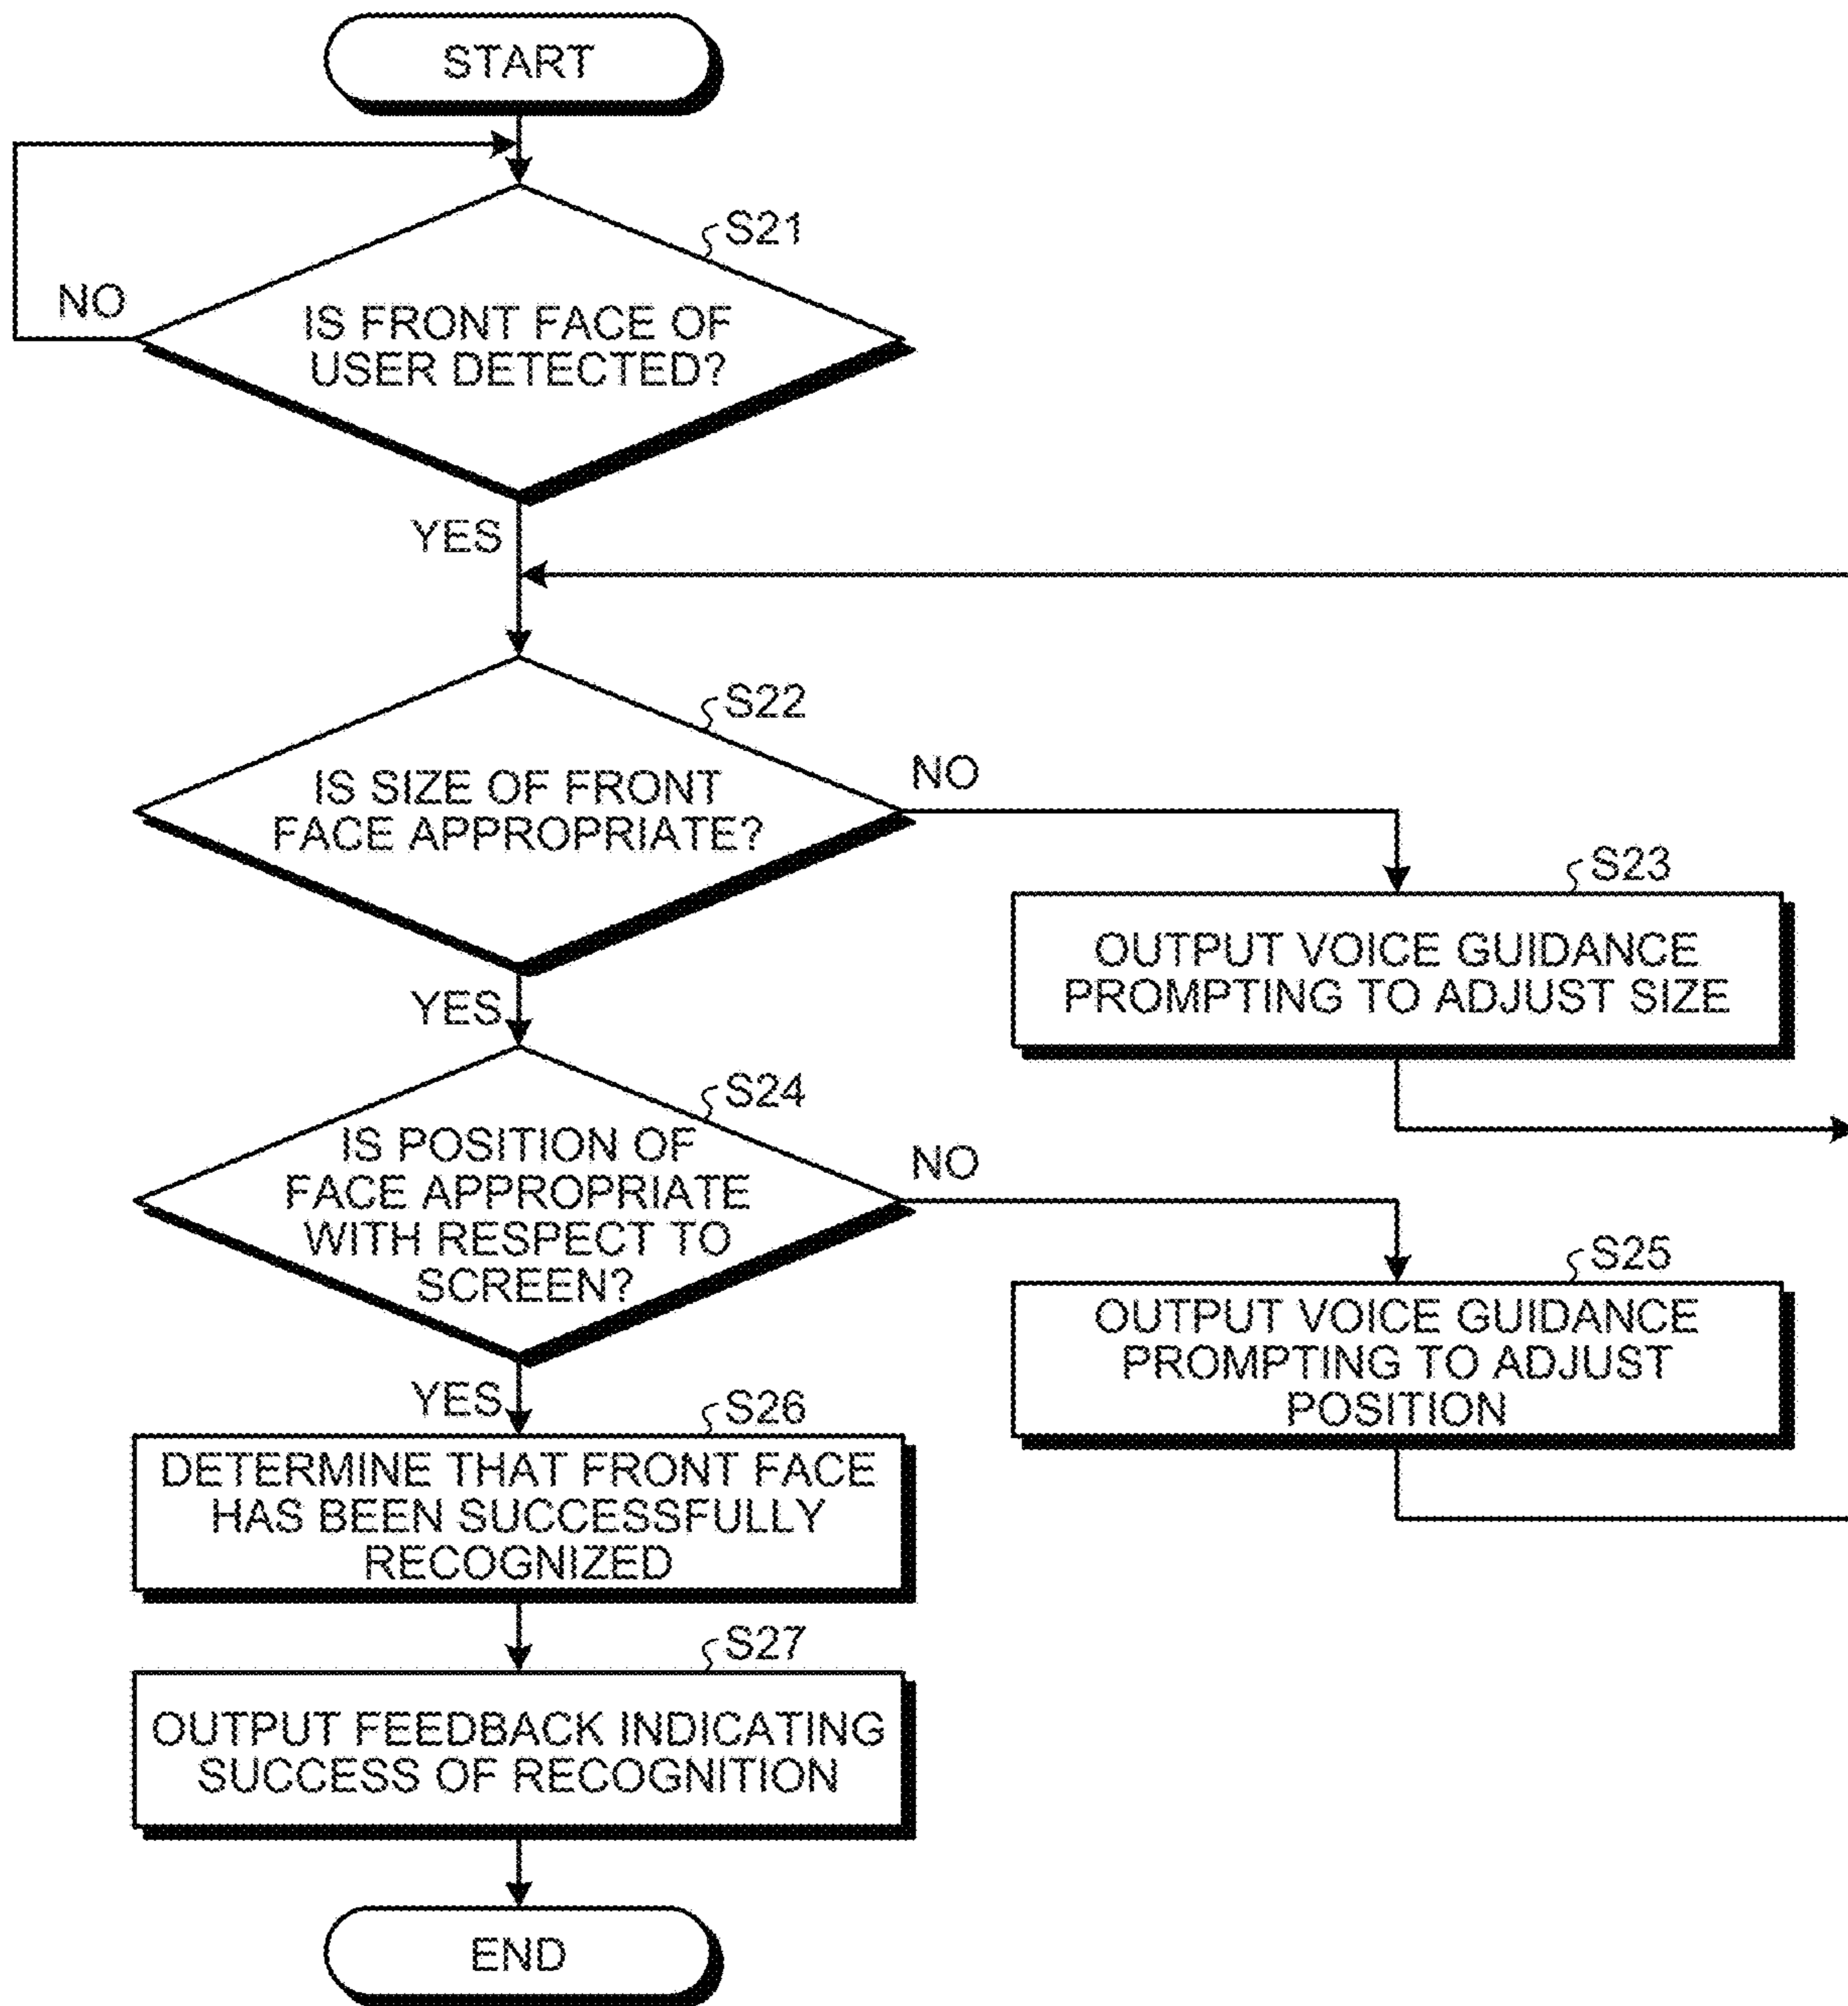 START
S21
NO
IS FRONT FACE OF
USER DETECTED?
YES
S22
IS SIZE OF FRONT
FACE APPROPRIATE?
NO
S23
OUTPUT VOICE GUIDANCE
PROMPTING TO ADJUST SIZE
YES
S24
IS POSITION OF
FACE APPROPRIATE
WITH RESPECT TO
SCREEN?
NO
S25
OUTPUT VOICE GUIDANCE
PROMPTING TO ADJUST
POSITION
YES
S26
DETERMINE THAT FRONT FACE
HAS BEEN SUCCESSFULLY
RECOGNIZED
S27
OUTPUT FEEDBACK INDICATING
SUCCESS OF RECOGNITION
END